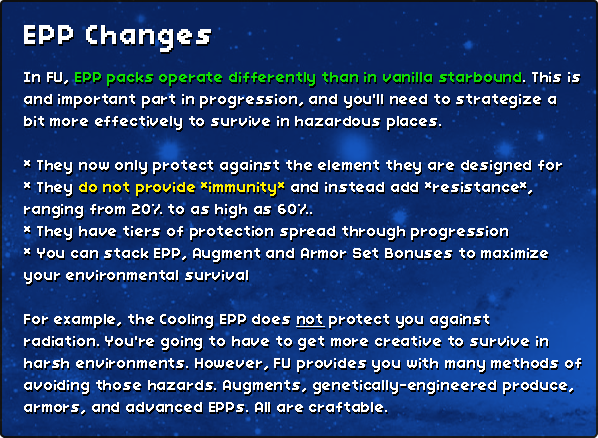 EPP Changes
In FU, EPP packs operate differently than in vanilla starbound. This is
and important part in progression, and you'll need to strategize a
bit more effectively to survive in hazardous places.
* They now only protect against the element they are designed for
* They do not provide *immunity* and instead add *resistance*,
ranging from 20% to as high as 60%.
* They have tiers of protection spread through progression
* You can stack EPP, Augment and Armor Set Bonuses to maximize
your environmental survival
For example, the Cooling EPP does not protect you against
radiation. You're going to have to get more creative to survive in
harsh environments. However, FU provides you with many methods of
avoiding those hazards. Augments, genetically-engineered produce,
armors, and advanced EPPs. All are craftable.